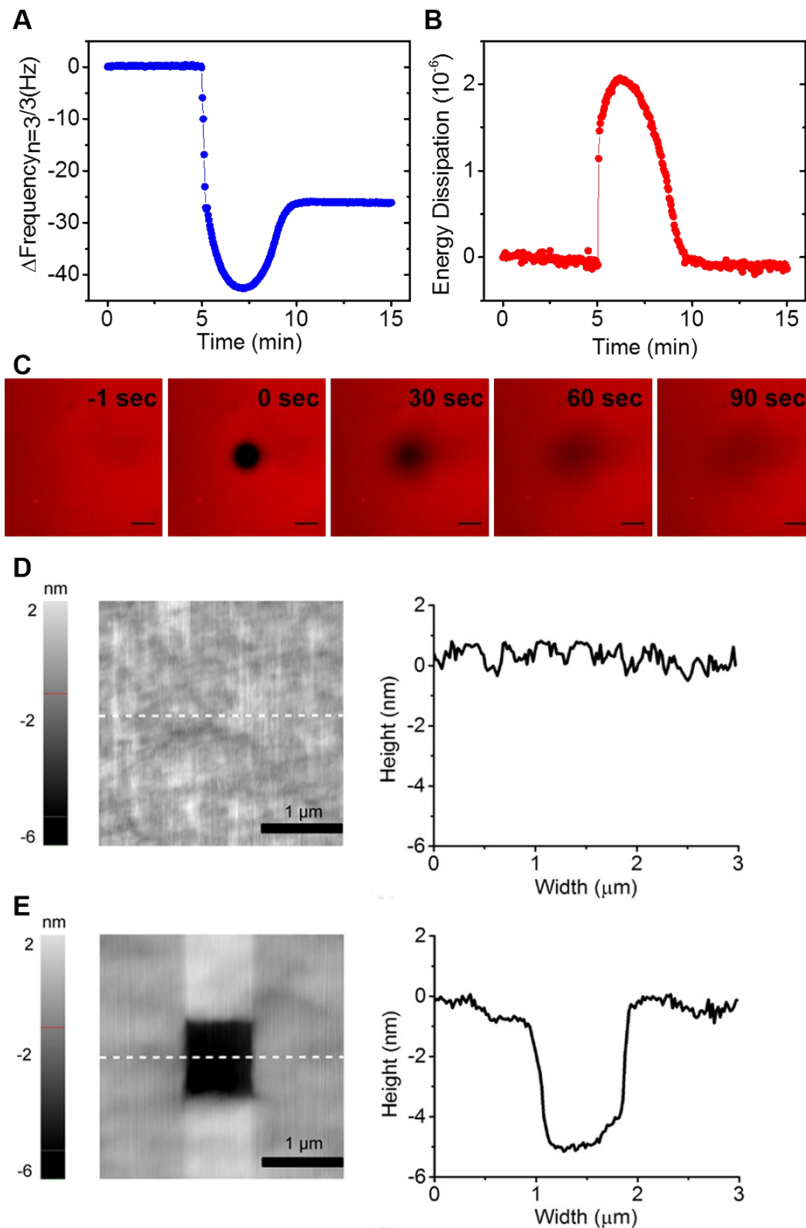 A
ΔFrequencyn=3/3(Hz)
0
-10
-20
-30
-40
0
5
10
15
Time (min)
B
Energy Dissipation (10-6)
2
1
0
0
5
10
15
Time (min)
C
-1 sec
0 sec
30 sec
60 sec
90 sec
D
nm
2
-2
-6
1 µm
Height (nm)
2
0
-2
-4
-6
0
1
2
3
Width (µm)
E
nm
2
-2
-6
1 µm
Height (nm)
2
0
-2
-4
-6
0
1
2
3
Width (µm)